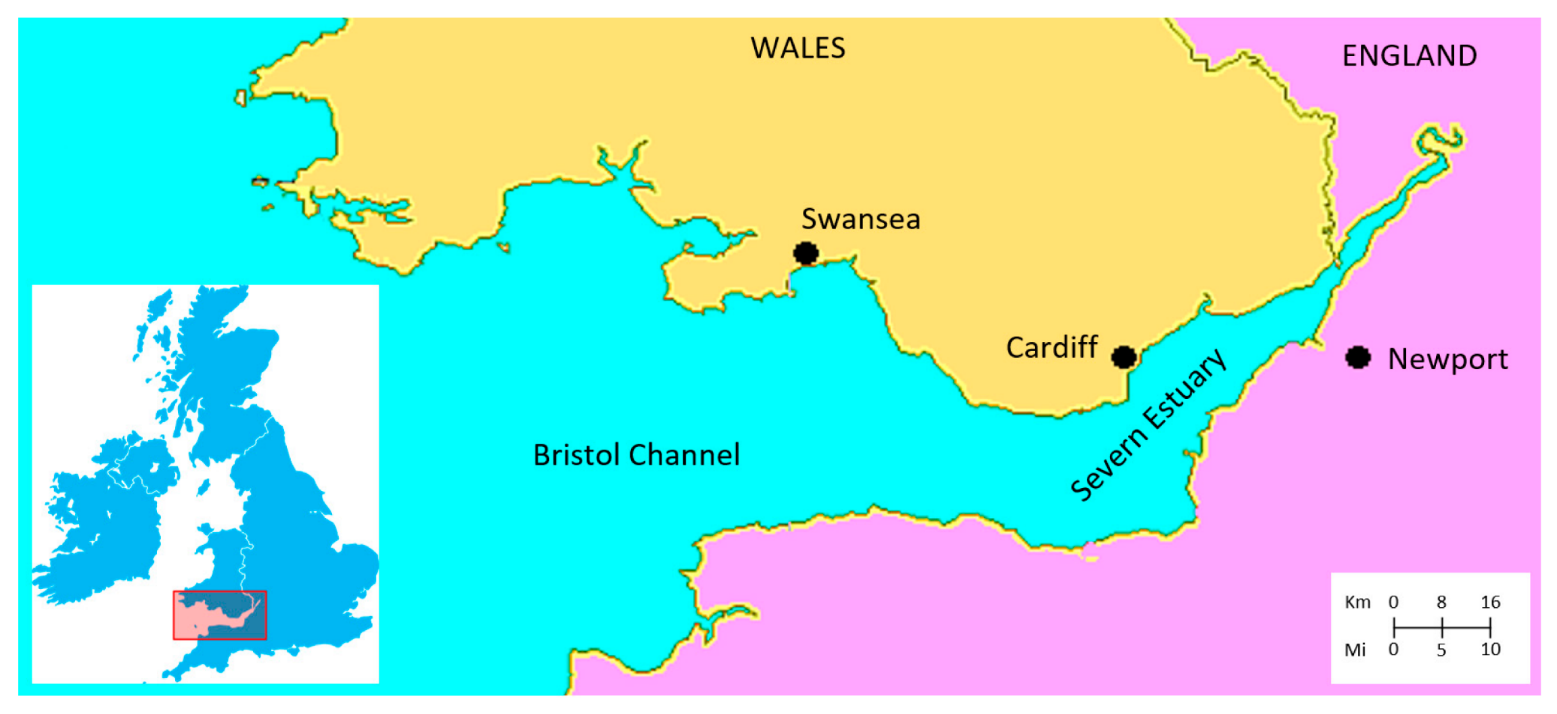 WALES
ENGLAND
Swansea
Cardiff
Newport
Severn Estuary
Bristol Channel
Km 0 8 16
Mi 0 5 10